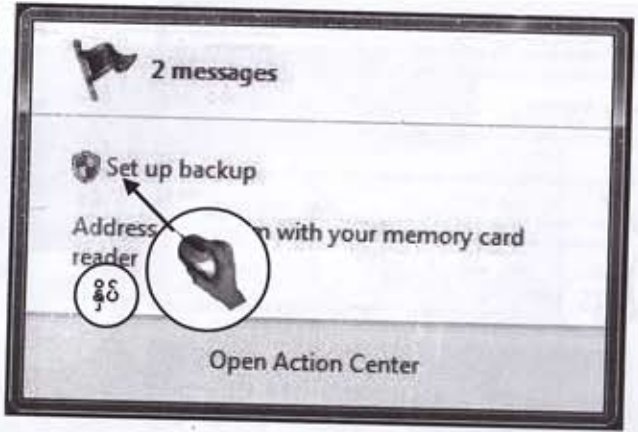 2 messages
Set up backup
Address m with your memory card
reader
နှိပ်
Open Action Center